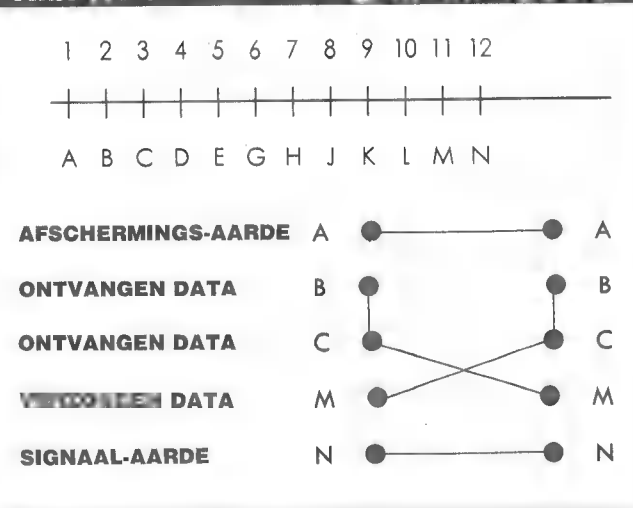 1 2 3 4 5 6 7 8 9 10 11 12
A B C D E G H J K L M N
AFSCHERMINGS-AARDE A A
ONTVANGEN DATA B B
ONTVANGEN DATA C C
DATA M M
SIGNAAL-AARDE N N